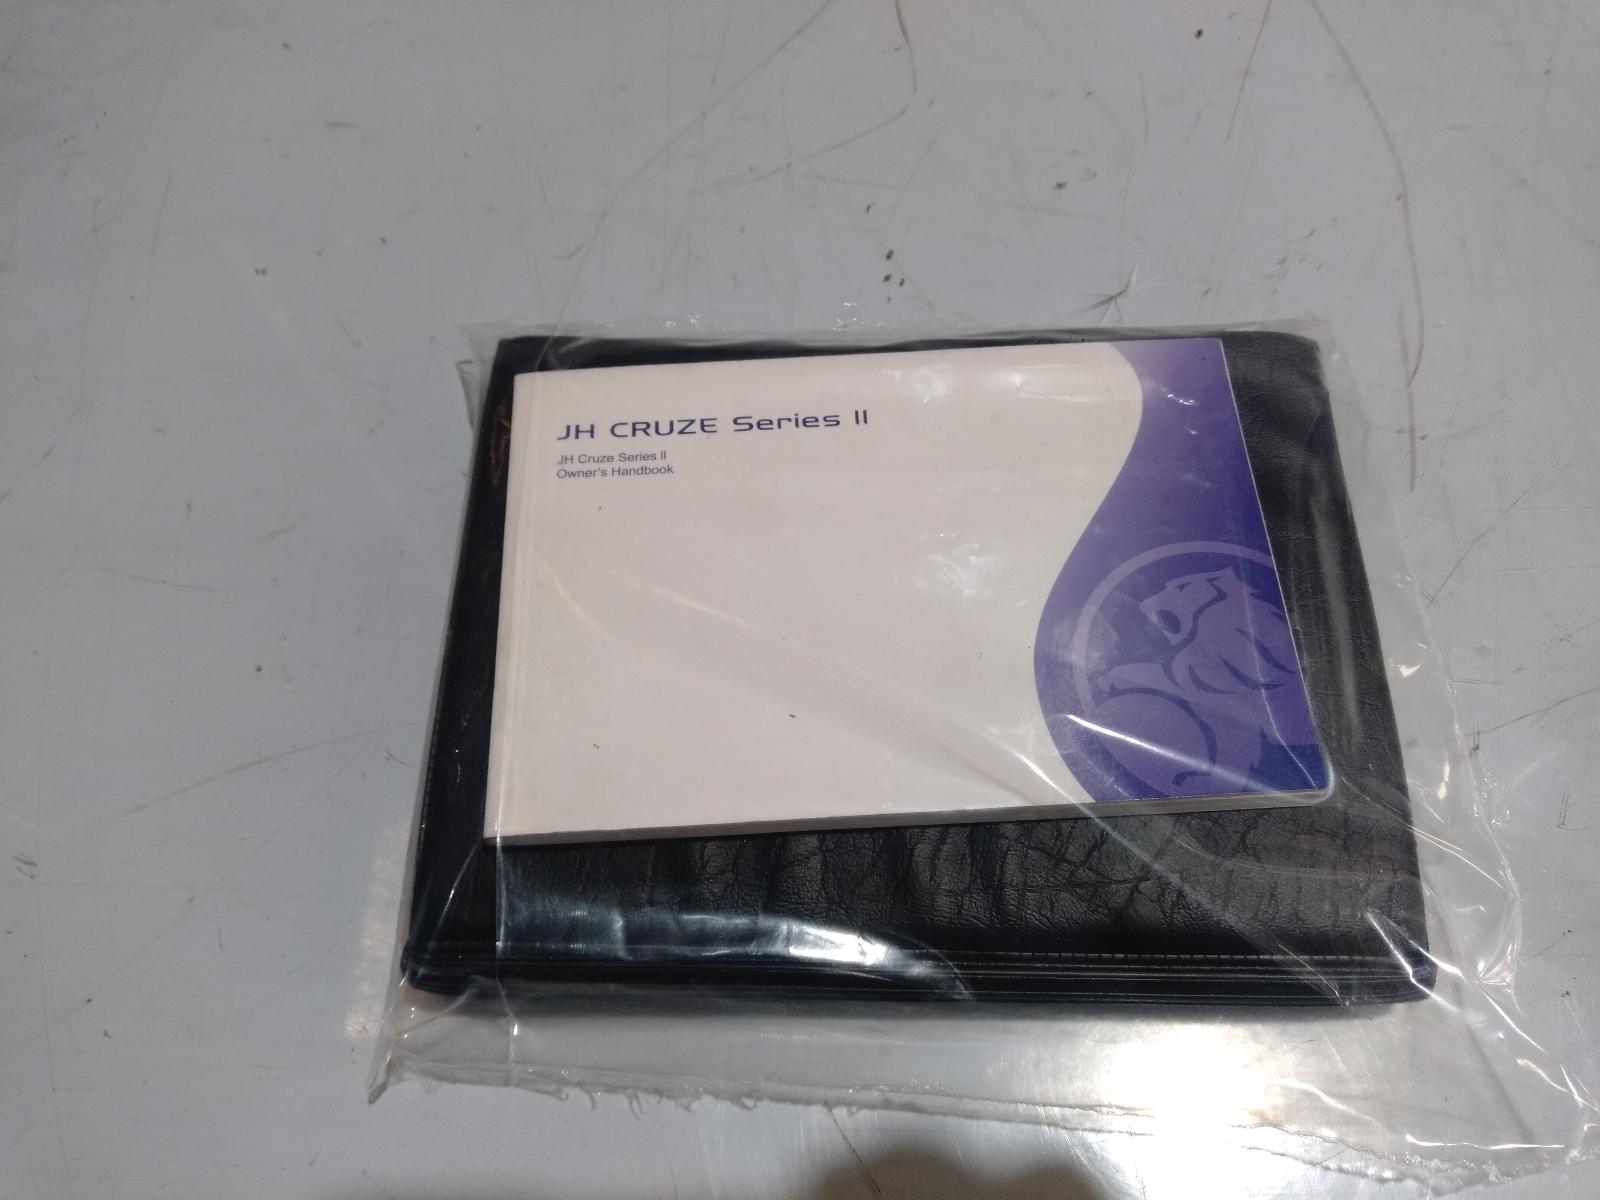 JH CRUZE Series II
JH Cruze Series II
Owner's Handbook